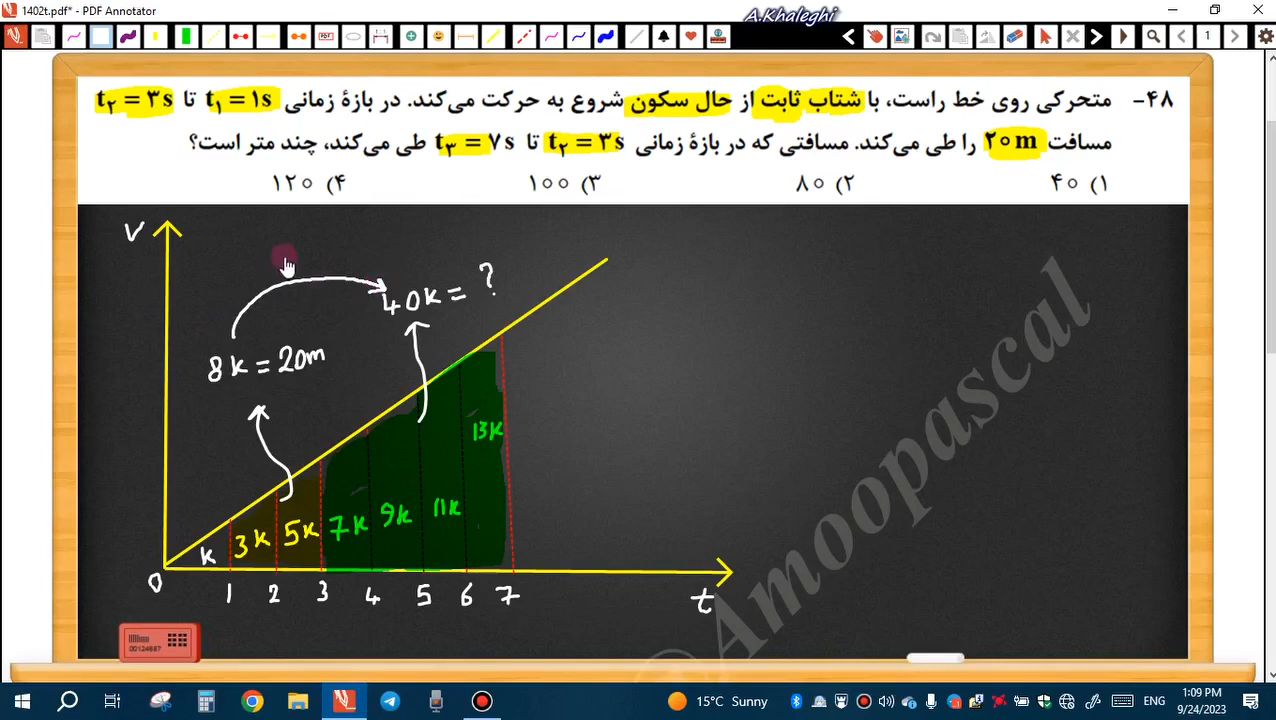 1402t.pdf* - PDF Annotator
A.Khaleghi
PDF
1
۴۸- متحرکی روی خط راست، با شتاب ثابت از حال سکون شروع به حرکت می‌کند. در بازهٔ زمانی t₁ = ۱s تا t₂ = ۳s
مسافت ۲۰m را طی می‌کند. مسافتی که در بازهٔ زمانی t₂ = ۳s تا t₃ = ۷s طی می‌کند، چند متر است؟
۱) ۴۰ ۲) ۸۰ ۳) ۱۰۰ ۴) ۱۲۰
V
40k = ?
8k = 20m
13k
k 3k 5k 7k 9k 11k
0 1 2 3 4 5 6 7 t
@Amoopascal
00124667
15°C Sunny
ENG
1:09 PM
9/24/2023